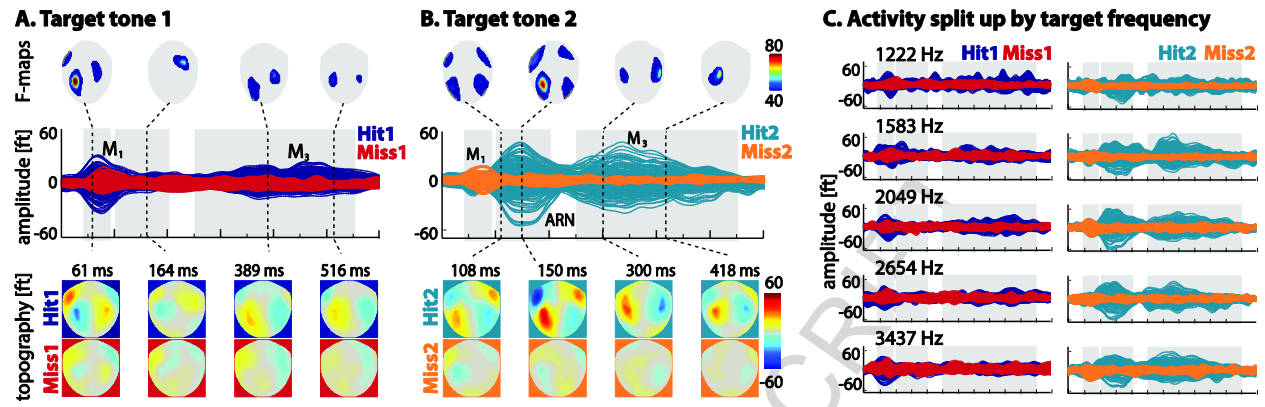 A. Target tone 1
F-maps
60
0
-60
amplitude [ft]
M1
M3
Hit1
Miss1
61 ms
164 ms
389 ms
516 ms
topography [ft]
Hit1
Miss1
B. Target tone 2
80
40
60
0
-60
M1
ARN
M3
Hit2
Miss2
108 ms
150 ms
300 ms
418 ms
Hit2
Miss2
60
-60
C. Activity split up by target frequency
Hit1 Miss1
Hit2 Miss2
amplitude [ft]
1222 Hz
60
-60
1583 Hz
60
-60
2049 Hz
60
-60
2654 Hz
60
-60
3437 Hz
60
-60